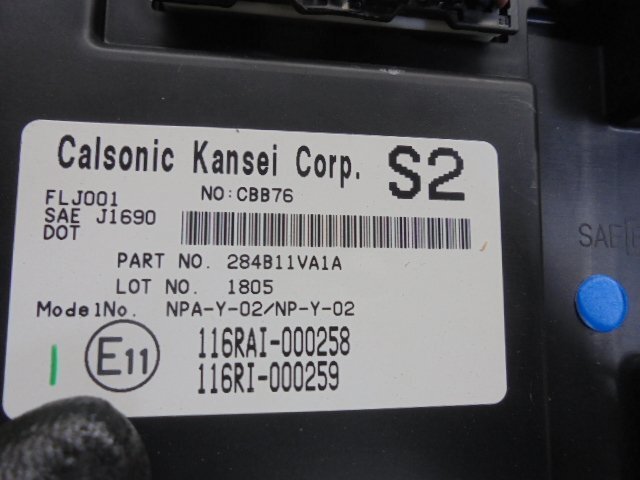 Calsonic Kansei Corp. S2
FLJ001 NO:CBB76
SAE J1690
DOT
PART NO. 284B11VA1A
LOT NO. 1805
ModelNo. NPA-Y-02/NP-Y-02
E11 116RAI-000258
116RI-000259
SAE